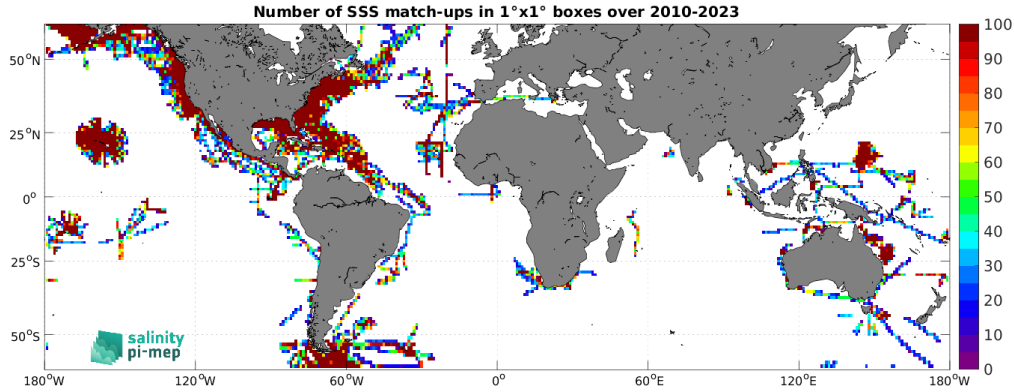 Number of SSS match-ups in 1°x1° boxes over 2010-2023
50°N
25°N
0°
25°S
50°S
180°W
120°W
60°W
0°
60°E
120°E
180°W
100
90
80
70
60
50
40
30
20
10
0
salinity
pi-mep